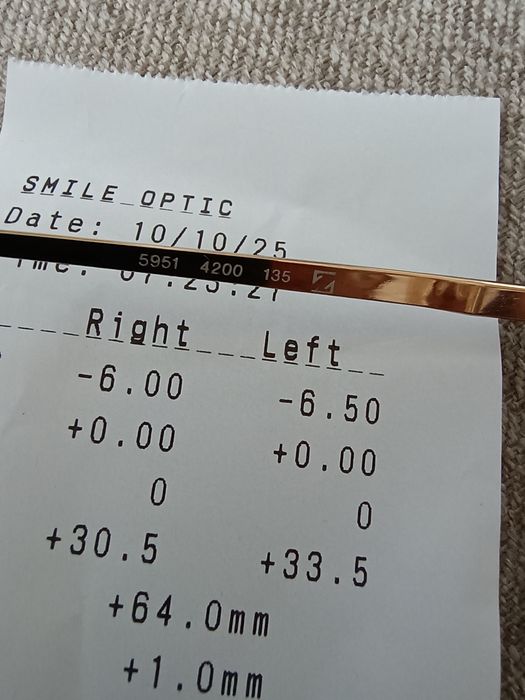 SMILE OPTIC
Date: 10/10/25
5951 4200 135
Right Left
-6.00 -6.50
+0.00 +0.00
0 0
+30.5 +33.5
+64.0mm
+1.0mm